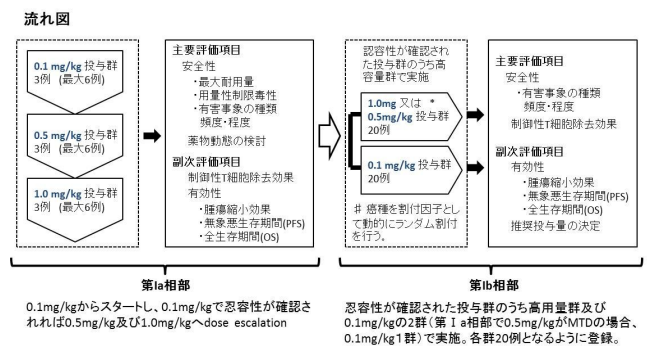 流れ図
0.1 mg/kg 投与群
3例 (最大6例)
0.5 mg/kg 投与群
3例 (最大6例)
1.0 mg/kg 投与群
3例 (最大6例)
主要評価項目
安全性
・最大耐用量
・用量性制限毒性
・有害事象の種類
頻度・程度
薬物動態の検討
副次評価項目
制御性T細胞除去効果
有効性
・腫瘍縮小効果
・無象悪生存期間(PFS)
・全生存期間(OS)
第Ia相部
0.1mg/kgからスタートし、0.1mg/kgで忍容性が確認さ
れれば0.5mg/kg及び1.0mg/kgへdose escalation
認容性が確認され
た投与群のうち高
容量群で実施
1.0mg 又は *
0.5mg/kg 投与群
20例
0.1 mg/kg 投与群
20例
# 癌種を割付因子とし
て動的にランダム割付
を行う。
主要評価項目
安全性
・有害事象の種類
頻度・程度
制御性T細胞除去効果
副次評価項目
有効性
・腫瘍縮小効果
・無象悪生存期間(PFS)
・全生存期間(OS)
推奨投与量の決定
第Ib相部
忍容性が確認された投与群のうち高用量群及び
0.1mg/kgの2群(第Ⅰa相部で0.5mg/kgがMTDの場合、
0.1mg/kg1群)で実施。各群20例となるように登録。